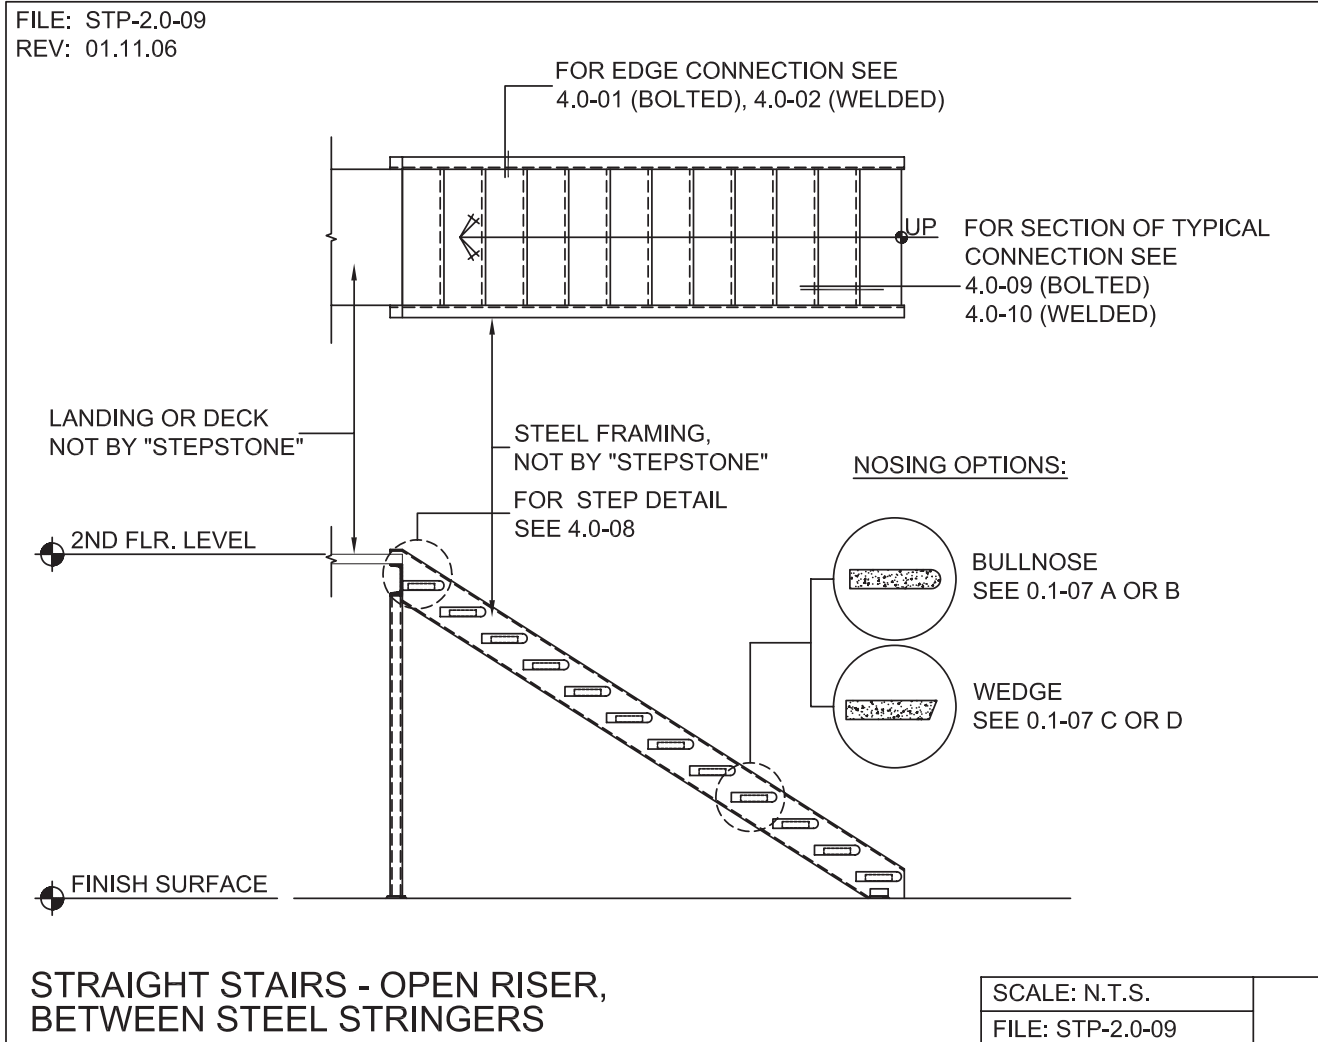 FILE: STP-2.0-09
REV: 01.11.06
FOR EDGE CONNECTION SEE
4.0-01 (BOLTED), 4.0-02 (WELDED)
UP
FOR SECTION OF TYPICAL
CONNECTION SEE
4.0-09 (BOLTED)
4.0-10 (WELDED)
LANDING OR DECK
NOT BY "STEPSTONE"
STEEL FRAMING,
NOT BY "STEPSTONE"
FOR STEP DETAIL
SEE 4.0-08
NOSING OPTIONS:
2ND FLR. LEVEL
BULLNOSE
SEE 0.1-07 A OR B
WEDGE
SEE 0.1-07 C OR D
FINISH SURFACE
STRAIGHT STAIRS - OPEN RISER,
BETWEEN STEEL STRINGERS
SCALE: N.T.S.
FILE: STP-2.0-09